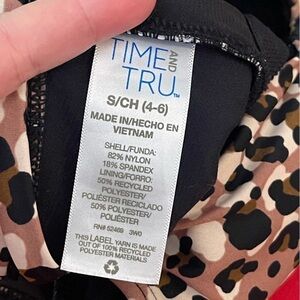 TIME AND
TRU™
S/CH (4-6)
MADE IN/HECHO EN
VIETNAM
SHELL/FUNDA:
82% NYLON
18% SPANDEX
LINING/FORRO:
50% RECYCLED
POLYESTER/
POLIÉSTER RECICLADO
50% POLYESTER/
POLIÉSTER
RN# 52469 3W0
THIS LABEL YARN IS MADE
OUT OF 100% RECYCLED
POLYESTER MATERIALS